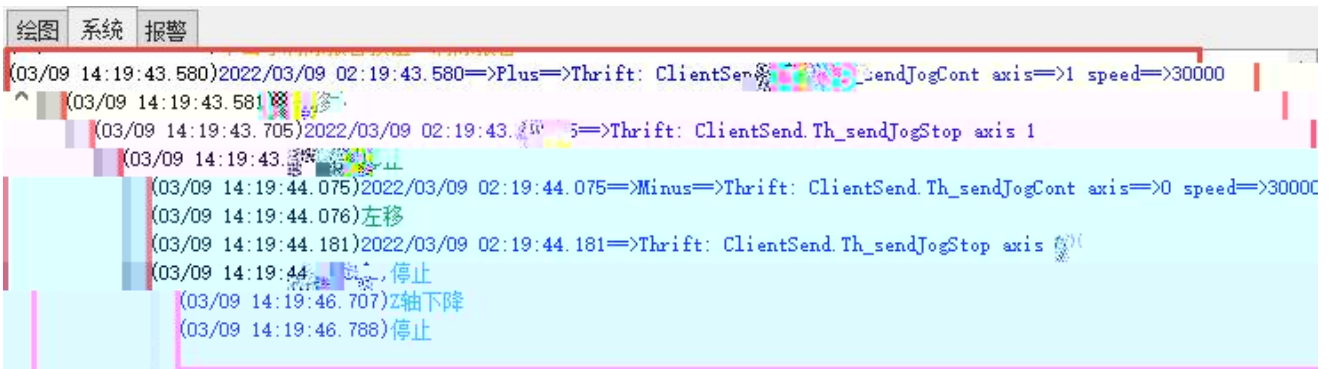 绘图 系统 报警
(03/09 14:19:43.580)2022/03/09 02:19:43.580==>Plus==>Thrift: ClientSen sendJogCont axis==>1 speed==>30000
(03/09 14:19:43.581) 移
(03/09 14:19:43.705)2022/03/09 02:19:43. 5==>Thrift: ClientSend.Th_sendJogStop axis 1
(03/09 14:19:43. 止
(03/09 14:19:44.075)2022/03/09 02:19:44.075==>Minus==>Thrift: ClientSend.Th_sendJogCont axis==>0 speed==>30000
(03/09 14:19:44.076)左移
(03/09 14:19:44.181)2022/03/09 02:19:44.181==>Thrift: ClientSend.Th_sendJogStop axis
(03/09 14:19:44. 停止
(03/09 14:19:46.707)Z轴下降
(03/09 14:19:46.788)停止